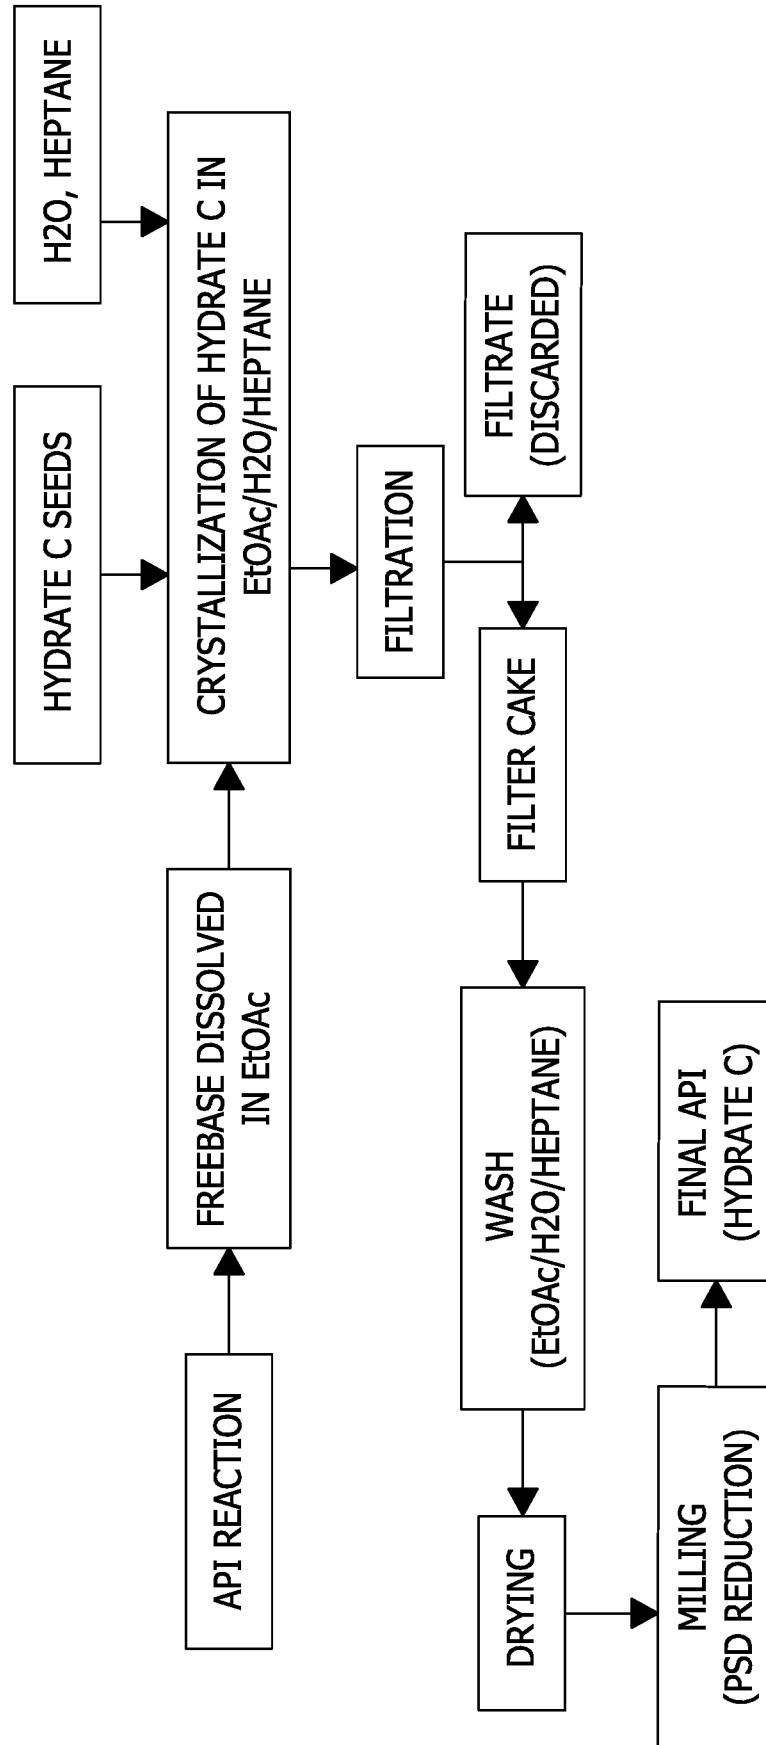 API REACTION
FREEBASE DISSOLVED
IN EtOAc
HYDRATE C SEEDS
H2O, HEPTANE
CRYSTALLIZATION OF HYDRATE C IN
EtOAc/H2O/HEPTANE
FILTRATION
FILTRATE
(DISCARDED)
FILTER CAKE
WASH
(EtOAc/H2O/HEPTANE)
DRYING
MILLING
(PSD REDUCTION)
FINAL API
(HYDRATE C)